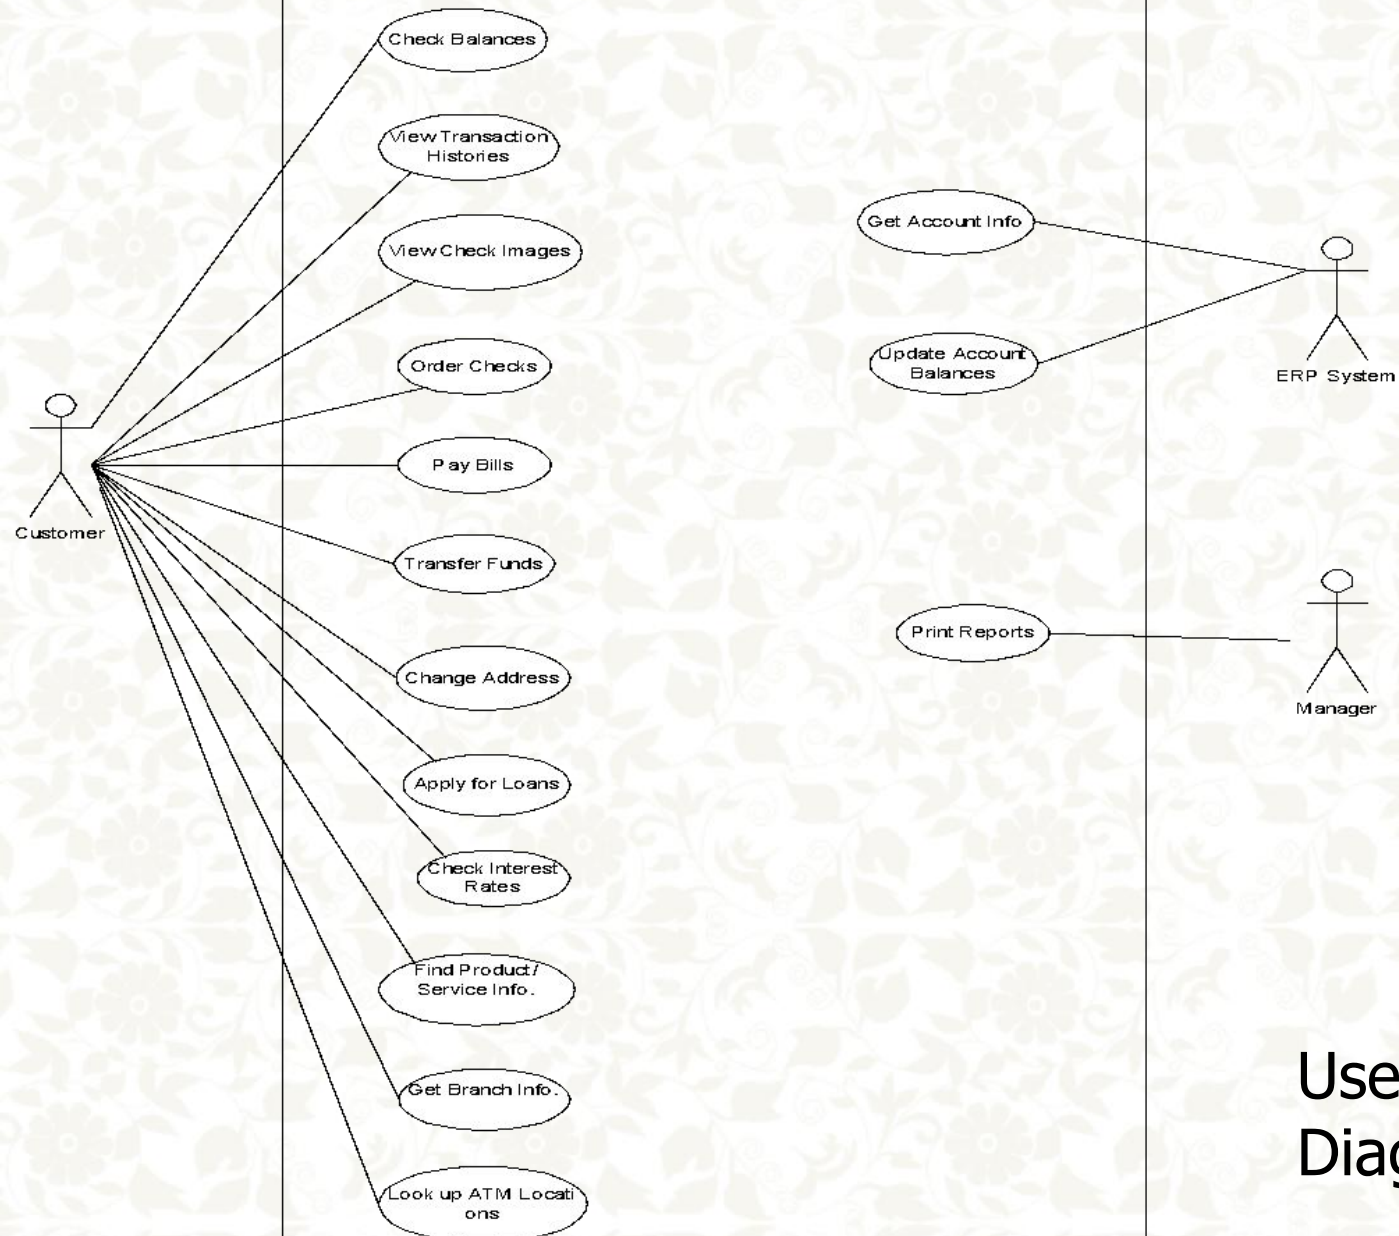 Check Balances
View Transaction
Histories
View Check Images
Order Checks
Pay Bills
Transfer Funds
Change Address
Apply for Loans
Check Interest
Rates
Find Product/
Service Info.
Get Branch Info.
Look up ATM Locati
ons
Customer
Get Account Info
Update Account
Balances
ERP System
Print Reports
Manager
Use